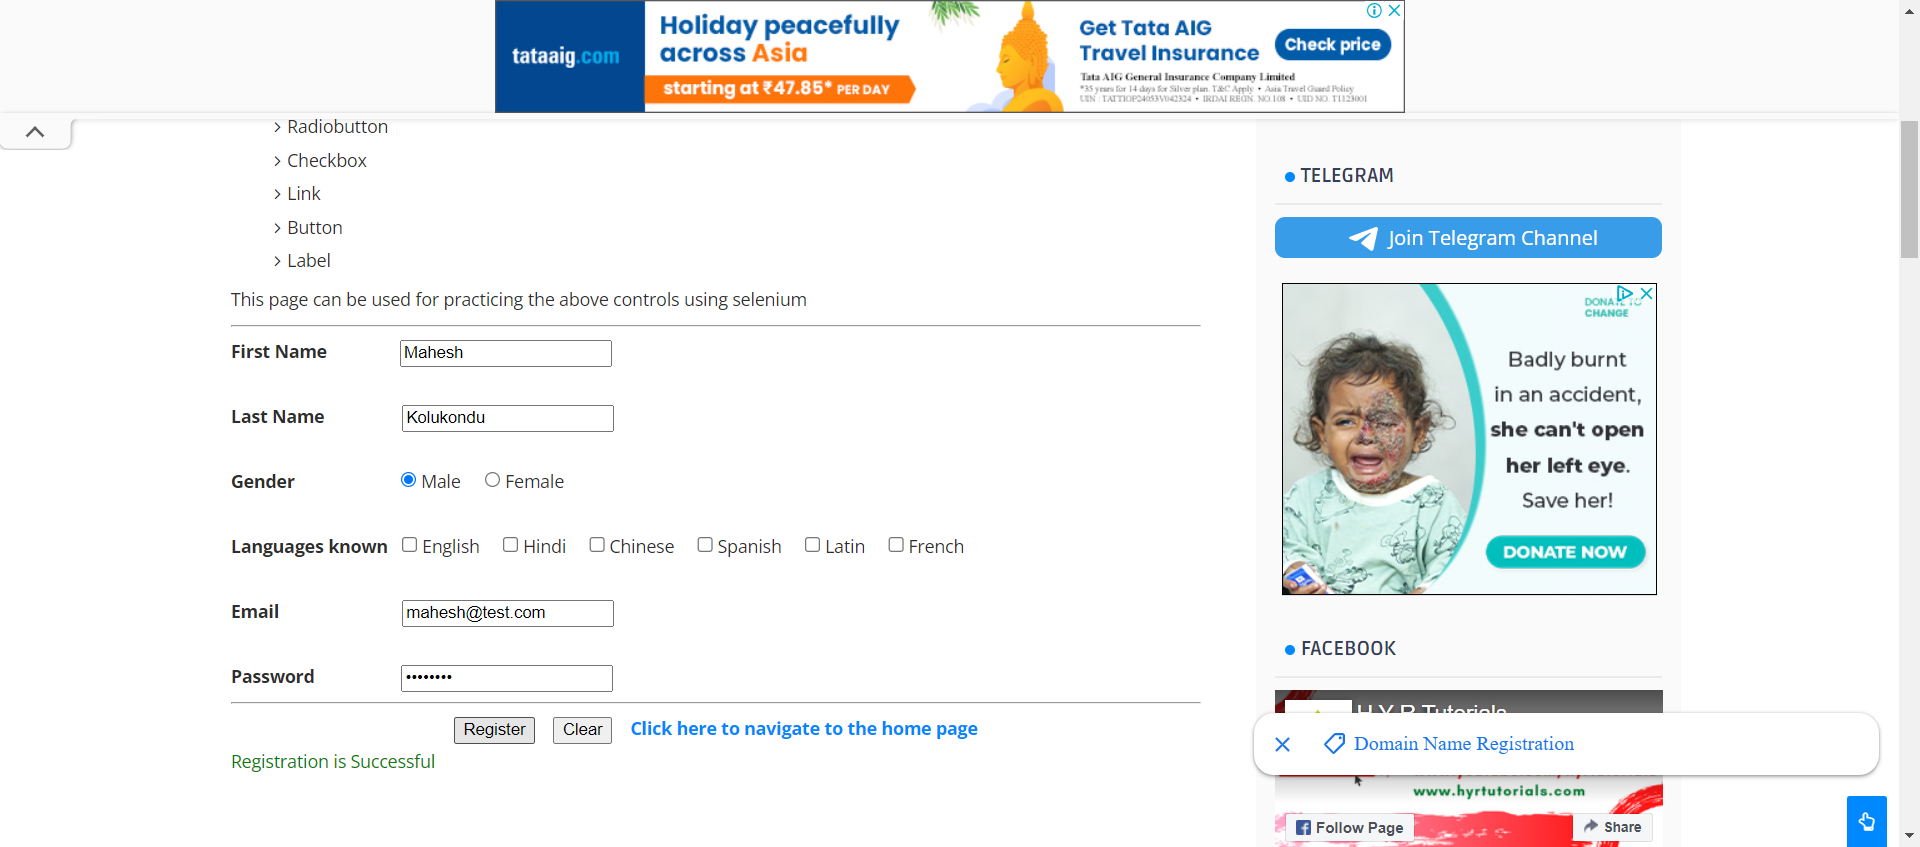 tataaig.com
Holiday peacefully
across Asia
starting at ₹47.85* PER DAY
Get Tata AIG
Travel Insurance
Check price
Tata AIG General Insurance Company Limited
*35 years for 14 days for Silver plan. T&C Apply • Asia Travel Guard Policy
UIN : TATTIOP24053V042324 • IRDAI REGN. NO.108 • UID NO. T1123601
Radiobutton
Checkbox
Link
Button
Label
This page can be used for practicing the above controls using selenium
First Name Mahesh
Last Name Kolukondu
Gender Male Female
Languages known English Hindi Chinese Spanish Latin French
Email mahesh@test.com
Password ••••••••
Register Clear Click here to navigate to the home page
Registration is Successful
TELEGRAM
Join Telegram Channel
DONATE TO
CHANGE
Badly burnt
in an accident,
she can't open
her left eye.
Save her!
DONATE NOW
FACEBOOK
H Y R Tutorials
Domain Name Registration
www.hyrtutorials.com
Follow Page Share